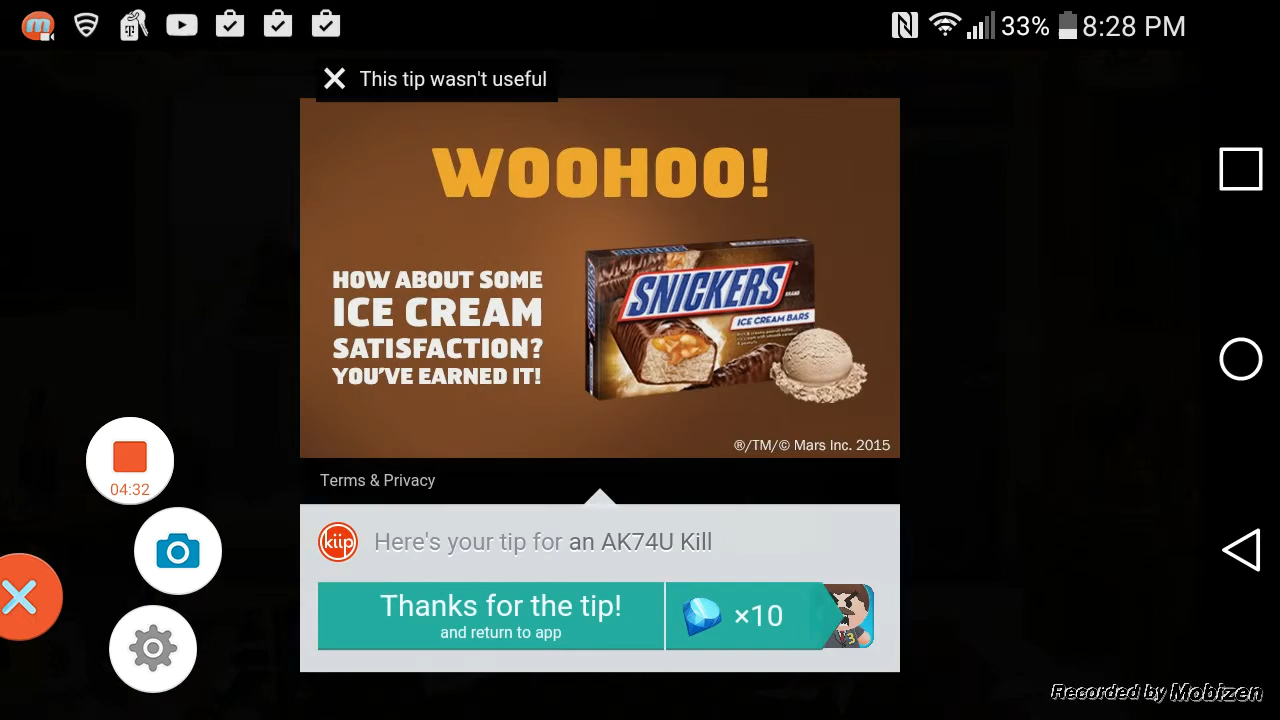 33% 8:28 PM
This tip wasn't useful
WOOHOO!
HOW ABOUT SOME
ICE CREAM
SATISFACTION?
YOU'VE EARNED IT!
SNICKERS
BRAND
ICE CREAM BARS
®/TM/© Mars Inc. 2015
Terms & Privacy
04:32
kiip
Here's your tip for an AK74U Kill
Thanks for the tip!
and return to app
×10
Recorded by Mobizen